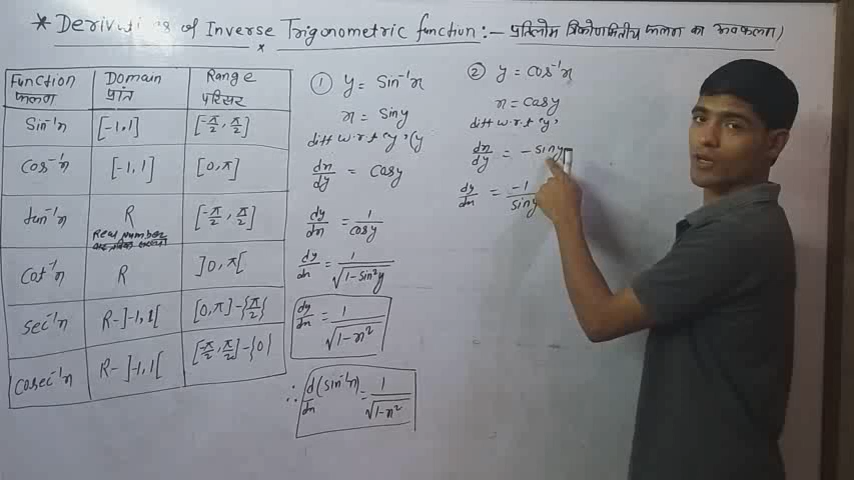 * Derivati s of Inverse Trigonometric function :- प्रतिलोम त्रिकोणमितीय फलन का अवकलन)
Function Domain Range
फलन प्रांत परिसर
Sin⁻¹x [-1,1] [-π/2, π/2]
Cos⁻¹x [-1,1] [0,π]
tan⁻¹x R [-π/2, π/2]
Real number
Cot⁻¹x R ]0,π[
sec⁻¹x R-]-1,1[ [0,π]-{π/2}
Cosec⁻¹x R-]-1,1[ [-π/2, π/2]-{0}
① y = Sin⁻¹x
x = Siny
diff w.r.t "y"
dx/dy = Cosy
dy/dx = 1/cosy
dy/dx = 1/√1-sin²y
dy/dx = 1/√1-x²
∴ d/dx (sin⁻¹x) = 1/√1-x²
② y = Cos⁻¹x
x = Cosy
diff w.r.t "y"
dx/dy = -siny
dy/dx = -1/siny